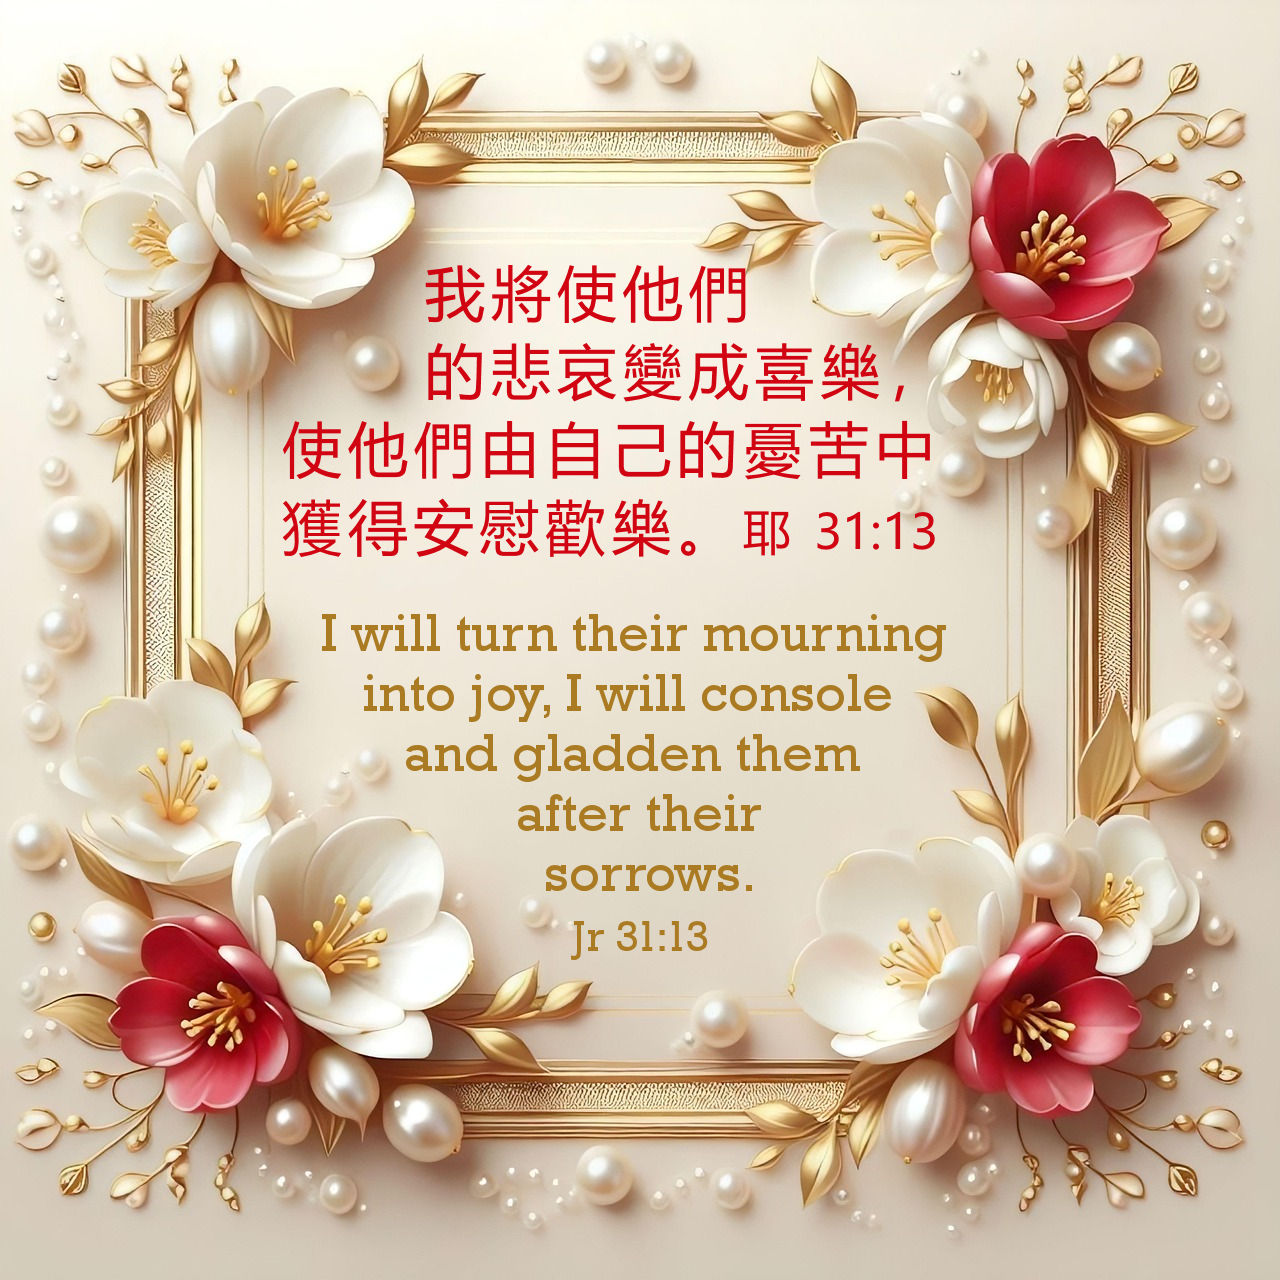 我將使他們
的悲哀變成喜樂，
使他們由自己的憂苦中
獲得安慰歡樂。耶 31:13
I will turn their mourning
into joy, I will console
and gladden them
after their
sorrows.
Jr 31:13